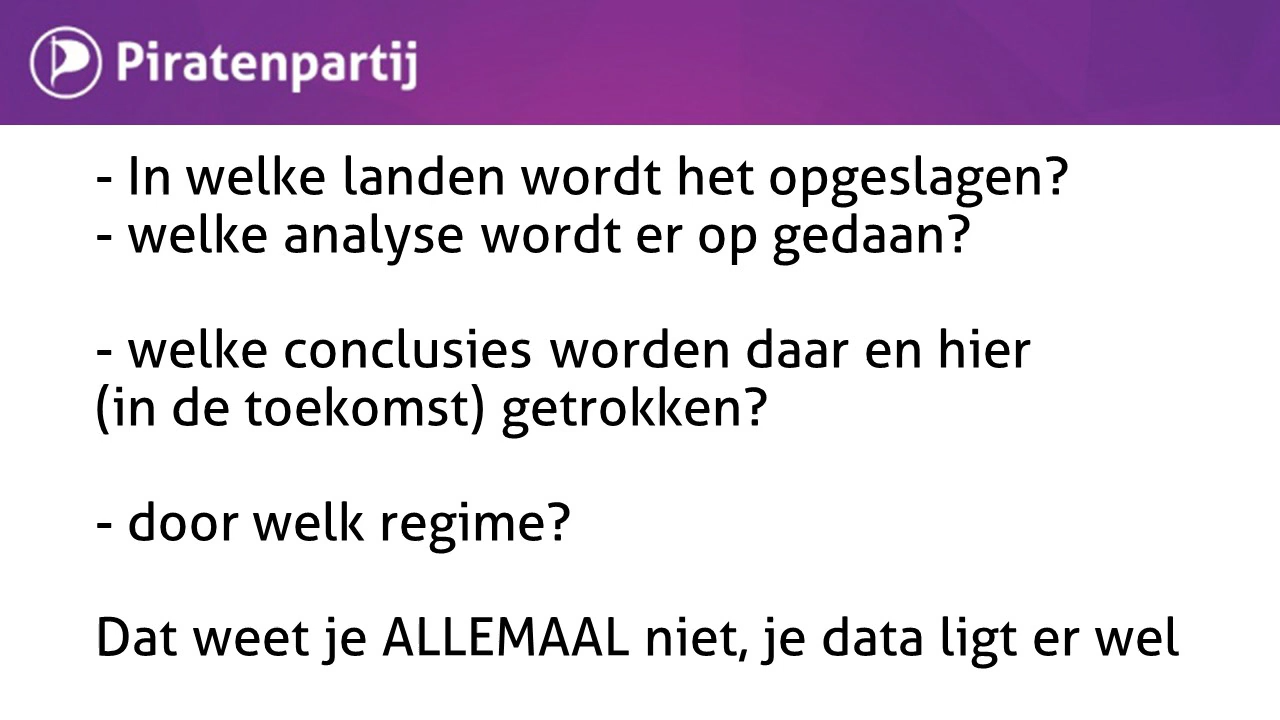 Piratenpartij
- In welke landen wordt het opgeslagen?
- welke analyse wordt er op gedaan?
- welke conclusies worden daar en hier
(in de toekomst) getrokken?
- door welk regime?
Dat weet je ALLEMAAL niet, je data ligt er wel